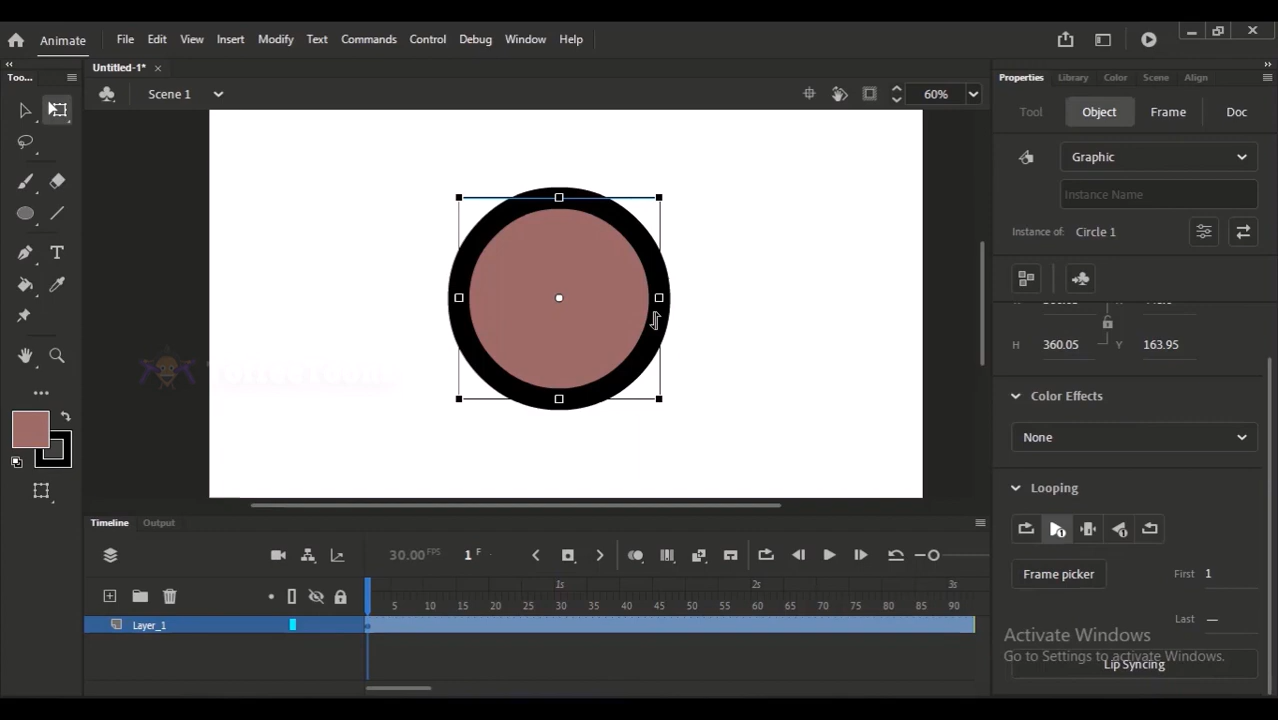 Animate File Edit View Insert Modify Text Commands Control Debug Window Help
Untitled-1*
Too...
Properties Library Color Scene Align
Scene 1
60%
Tool Object Frame Doc
Graphic
Instance Name
Instance of: Circle 1
H 360.05 Y 163.95
Color Effects
None
Looping
Frame picker First 1
Last —
Lip Syncing
Activate Windows
Go to Settings to activate Windows.
Timeline Output
30.00 FPS 1 F
1s 2s 3s
5 10 15 20 25 30 35 40 45 50 55 60 65 70 75 80 85 90
Layer_1